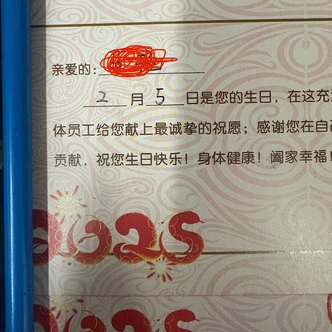 亲爱的：
2月5日是您的生日，在这充
体员工给您献上最诚挚的祝愿；感谢您在自
贡献，祝您生日快乐！身体健康！阖家幸福
2025
2025